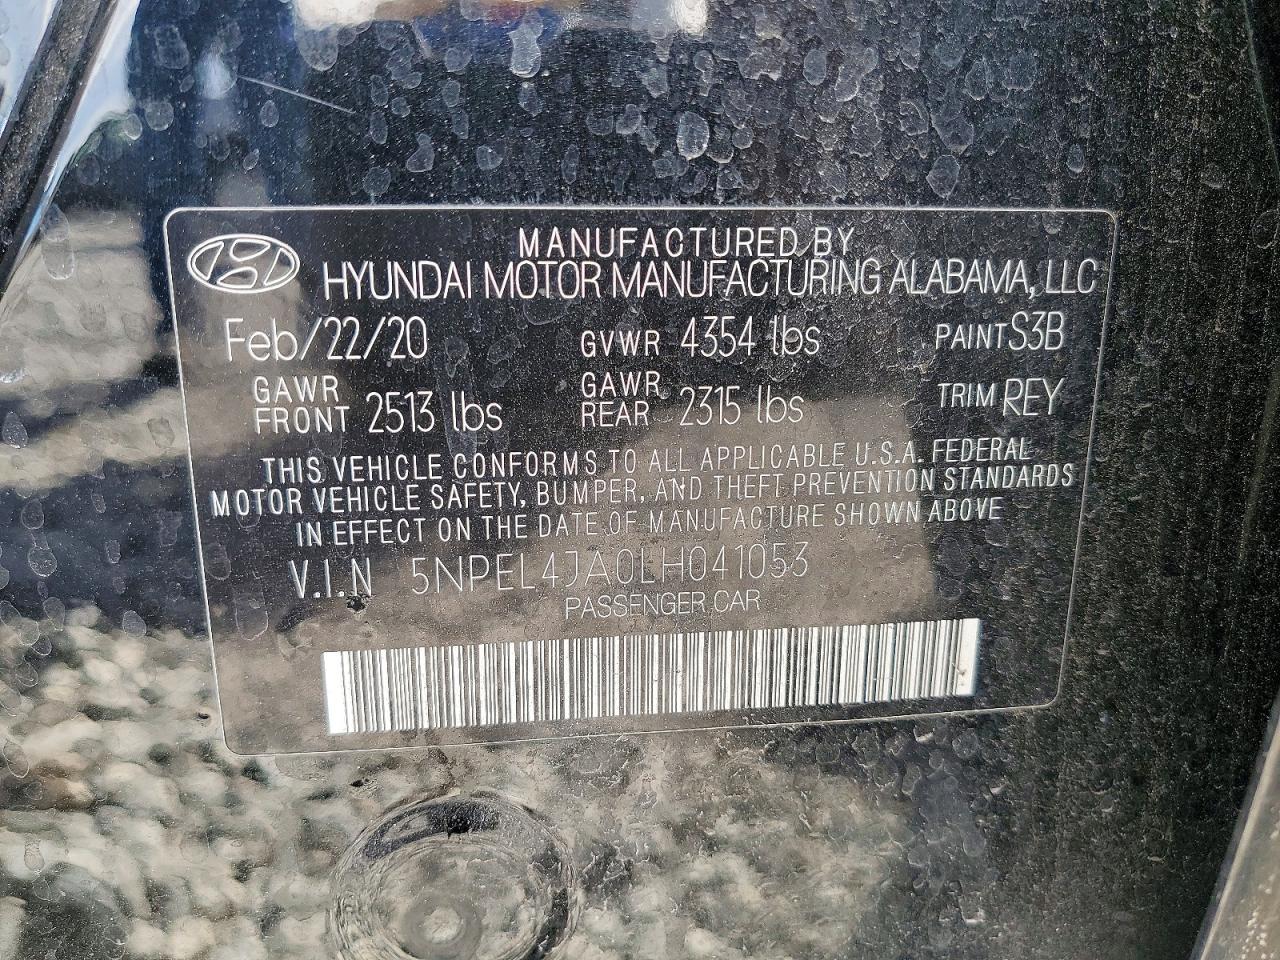 MANUFACTURED BY
HYUNDAI MOTOR MANUFACTURING ALABAMA, LLC
Feb/22/20 GVWR 4354 lbs PAINT S3B
GAWR FRONT 2513 lbs GAWR REAR 2315 lbs TRIM REY
THIS VEHICLE CONFORMS TO ALL APPLICABLE U.S.A. FEDERAL
MOTOR VEHICLE SAFETY, BUMPER, AND THEFT PREVENTION STANDARDS
IN EFFECT ON THE DATE OF MANUFACTURE SHOWN ABOVE
V.I.N 5NPEL4JA0LH041053
PASSENGER CAR